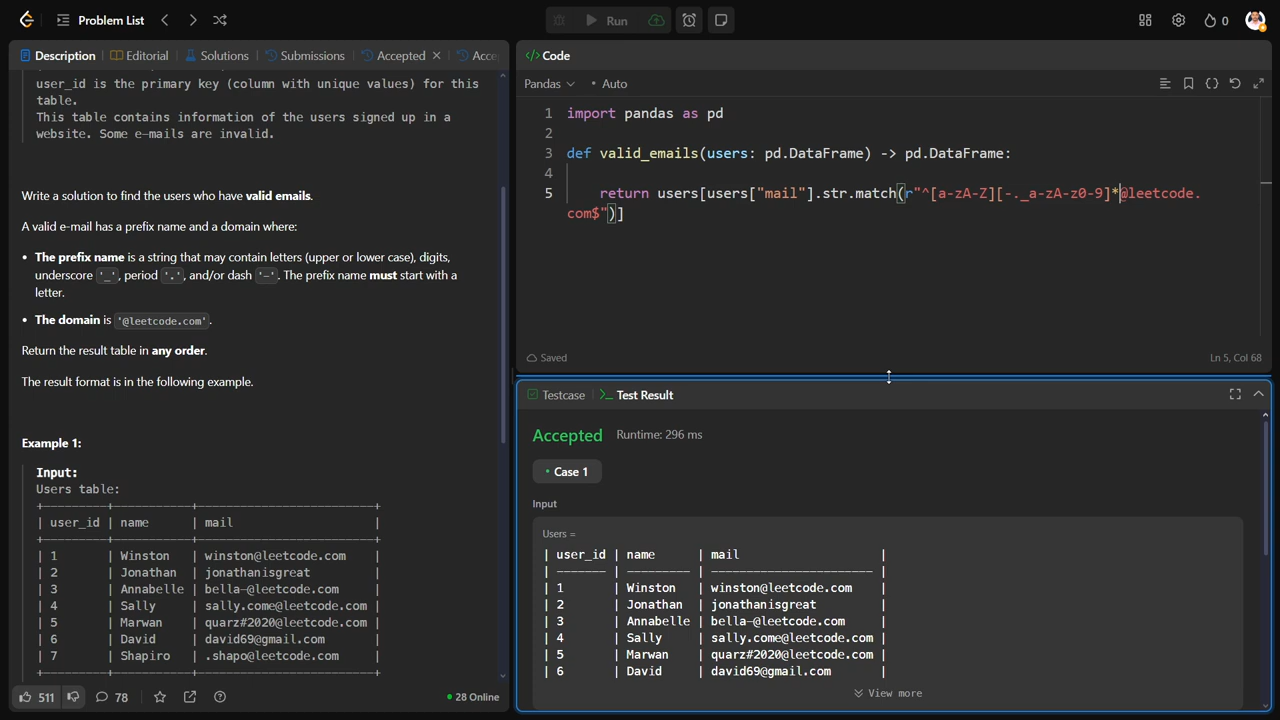 Problem List
Run
0
Description
Editorial
Solutions
Submissions
Accepted
Acce
user_id is the primary key (column with unique values) for this
table.
This table contains information of the users signed up in a
website. Some e-mails are invalid.
Write a solution to find the users who have valid emails.
A valid e-mail has a prefix name and a domain where:
• The prefix name is a string that may contain letters (upper or lower case), digits,
underscore '_', period '.', and/or dash '-'. The prefix name must start with a
letter.
• The domain is '@leetcode.com'.
Return the result table in any order.
The result format is in the following example.
Example 1:
Input:
Users table:
+---------+-----------+-------------------------+
| user_id | name | mail |
+---------+-----------+-------------------------+
| 1 | Winston | winston@leetcode.com |
| 2 | Jonathan | jonathanisgreat |
| 3 | Annabelle | bella-@leetcode.com |
| 4 | Sally | sally.come@leetcode.com |
| 5 | Marwan | quarz#2020@leetcode.com |
| 6 | David | david69@gmail.com |
| 7 | Shapiro | .shapo@leetcode.com |
+---------+-----------+-------------------------+
511
78
28 Online
</> Code
Pandas
• Auto
1 import pandas as pd
2
3 def valid_emails(users: pd.DataFrame) -> pd.DataFrame:
4
5 return users[users["mail"].str.match(r"^[a-zA-Z][-._a-zA-z0-9]*@leetcode.
com$")]
Saved
Ln 5, Col 68
Testcase
>_ Test Result
Accepted
Runtime: 296 ms
• Case 1
Input
Users =
| user_id | name | mail |
| ------- | --------- | ----------------------- |
| 1 | Winston | winston@leetcode.com |
| 2 | Jonathan | jonathanisgreat |
| 3 | Annabelle | bella-@leetcode.com |
| 4 | Sally | sally.come@leetcode.com |
| 5 | Marwan | quarz#2020@leetcode.com |
| 6 | David | david69@gmail.com |
View more